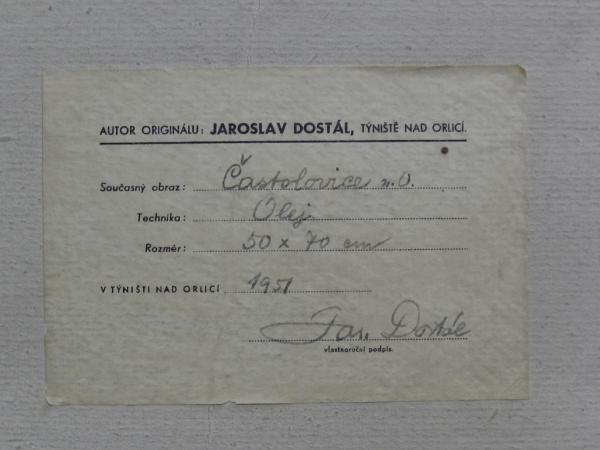 AUTOR ORIGINÁLU: JAROSLAV DOSTÁL, TÝNIŠTĚ NAD ORLICÍ.
Současný obraz: Častolovice n. O.
Technika: Olej
Rozměr: 50 x 70 cm
V TÝNIŠTI NAD ORLICÍ 1951
Jar. Dostál
vlastnoruční podpis.